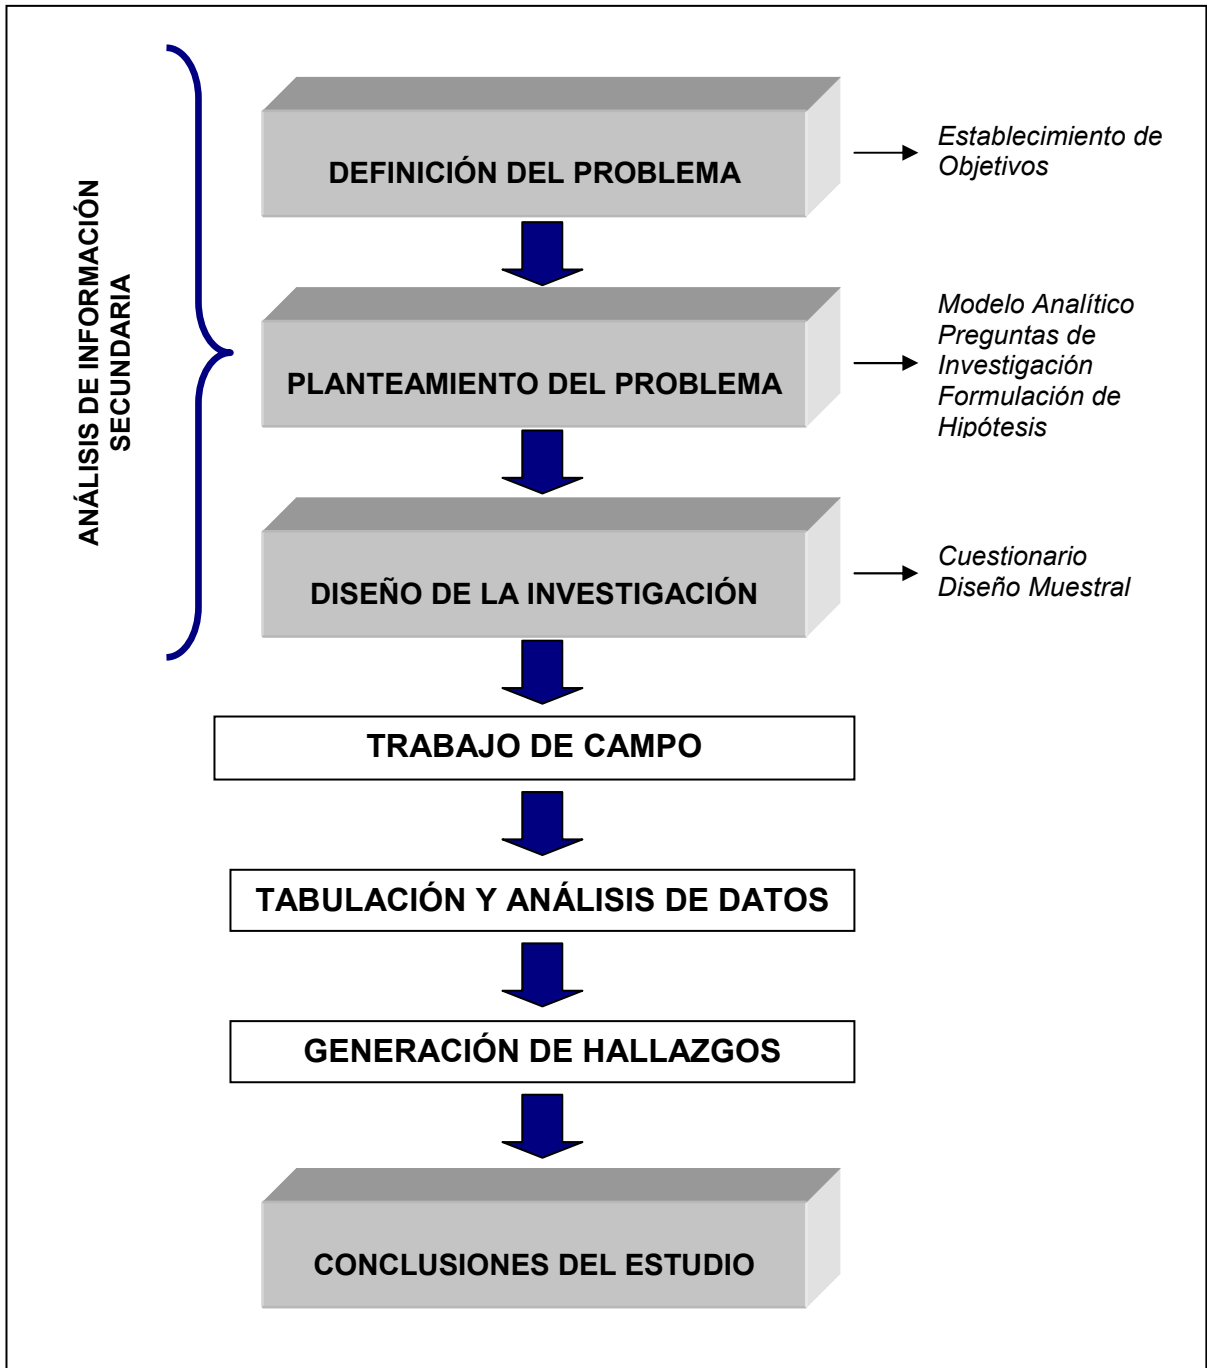 ANÁLISIS DE INFORMACIÓN
SECUNDARIA
DEFINICIÓN DEL PROBLEMA
Establecimiento de
Objetivos
PLANTEAMIENTO DEL PROBLEMA
Modelo Analítico
Preguntas de
Investigación
Formulación de
Hipótesis
DISEÑO DE LA INVESTIGACIÓN
Cuestionario
Diseño Muestral
TRABAJO DE CAMPO
TABULACIÓN Y ANÁLISIS DE DATOS
GENERACIÓN DE HALLAZGOS
CONCLUSIONES DEL ESTUDIO